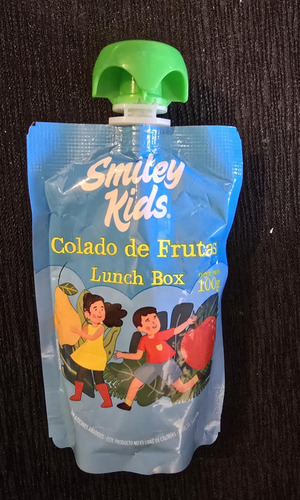 Smiley
Kids
Colado de Frutas
Lunch Box
100g